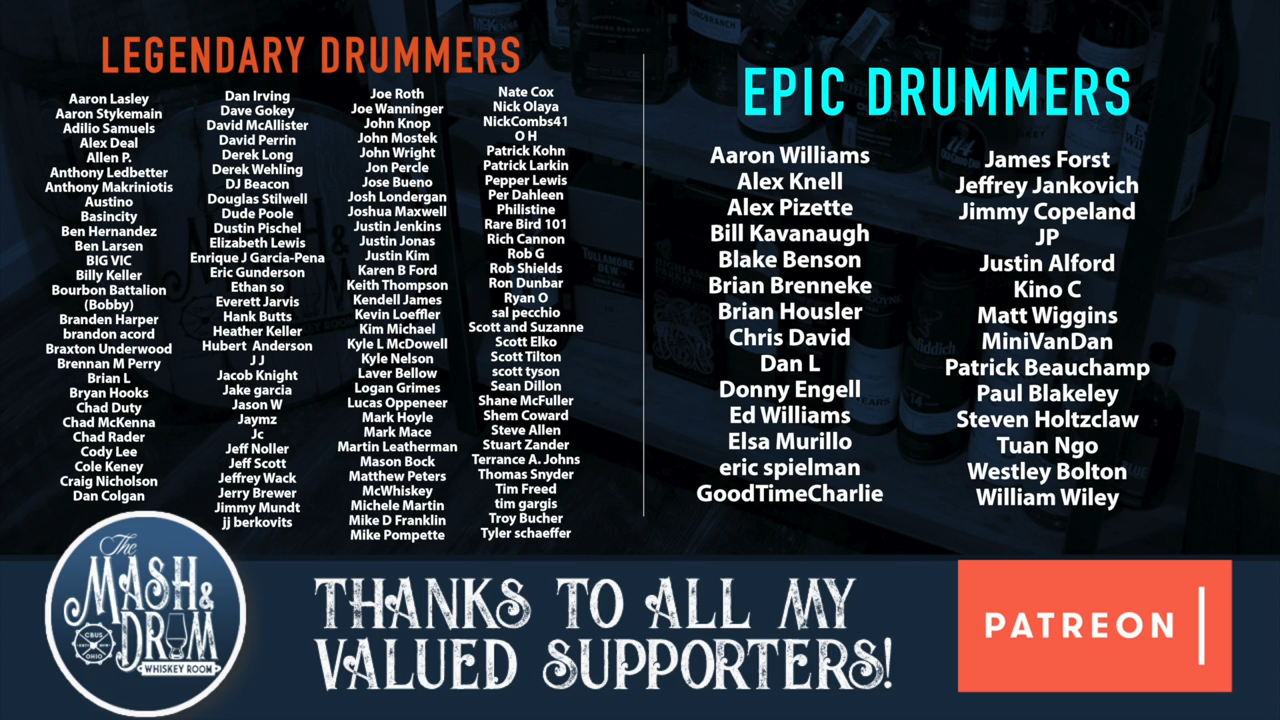 LEGENDARY DRUMMERS
Aaron Lasley
Aaron Stykemain
Adilio Samuels
Alex Deal
Allen P.
Anthony Ledbetter
Anthony Makriniotis
Austino
Basincity
Ben Hernandez
Ben Larsen
BIG VIC
Billy Keller
Bourbon Battalion
(Bobby)
Branden Harper
brandon acord
Braxton Underwood
Brennan M Perry
Brian L
Bryan Hooks
Chad Duty
Chad McKenna
Chad Rader
Cody Lee
Cole Keney
Craig Nicholson
Dan Colgan
Dan Irving
Dave Gokey
David McAllister
David Perrin
Derek Long
Derek Wehling
DJ Beacon
Douglas Stilwell
Dude Poole
Dustin Pischel
Elizabeth Lewis
Enrique J Garcia-Pena
Eric Gunderson
Ethan so
Everett Jarvis
Hank Butts
Heather Keller
Hubert Anderson
J J
Jacob Knight
Jake garcia
Jason W
Jaymz
Jc
Jeff Noller
Jeff Scott
Jeffrey Wack
Jerry Brewer
Jimmy Mundt
jj berkovits
Joe Roth
Joe Wanninger
John Knop
John Mostek
John Wright
Jon Percle
Jose Bueno
Josh Londergan
Joshua Maxwell
Justin Jenkins
Justin Jonas
Justin Kim
Karen B Ford
Keith Thompson
Kendell James
Kevin Loeffler
Kim Michael
Kyle L McDowell
Kyle Nelson
Laver Bellow
Logan Grimes
Lucas Oppeneer
Mark Hoyle
Mark Mace
Martin Leatherman
Mason Bock
Matthew Peters
McWhiskey
Michele Martin
Mike D Franklin
Mike Pompette
Nate Cox
Nick Olaya
NickCombs41
O H
Patrick Kohn
Patrick Larkin
Pepper Lewis
Per Dahleen
Philistine
Rare Bird 101
Rich Cannon
Rob G
Rob Shields
Ron Dunbar
Ryan O
sal pecchio
Scott and Suzanne
Scott Elko
Scott Tilton
scott tyson
Sean Dillon
Shane McFuller
Shem Coward
Steve Allen
Stuart Zander
Terrance A. Johns
Thomas Snyder
Tim Freed
tim gargis
Troy Bucher
Tyler schaeffer
EPIC DRUMMERS
Aaron Williams
Alex Knell
Alex Pizette
Bill Kavanaugh
Blake Benson
Brian Brenneke
Brian Housler
Chris David
Dan L
Donny Engell
Ed Williams
Elsa Murillo
eric spielman
GoodTimeCharlie
James Forst
Jeffrey Jankovich
Jimmy Copeland
JP
Justin Alford
Kino C
Matt Wiggins
MiniVanDan
Patrick Beauchamp
Paul Blakeley
Steven Holtzclaw
Tuan Ngo
Westley Bolton
William Wiley
The
MASH &
DRUM
CBUS
OHIO
WHISKEY ROOM
THANKS TO ALL MY
VALUED SUPPORTERS!
PATREON